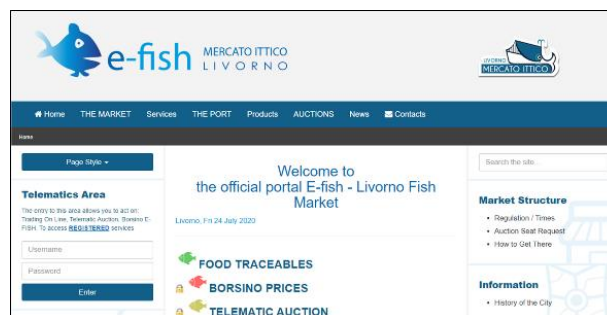 e-fish MERCATO ITTICO
LIVORNO
LIVORNO
MERCATO ITTICO
Home THE MARKET Services THE PORT Products AUCTIONS News Contacts
Home
Page Style
Telematics Area
The entry to this area allows you to act on:
Trading On Line, Telematic Auction, Borsino E-
FISH. To access REGISTERED services
Username
Password
Enter
Welcome to
the official portal E-fish - Livorno Fish
Market
Livorno, Fri 24 July 2020
FOOD TRACEABLES
BORSINO PRICES
TELEMATIC AUCTION
Search the site...
Market Structure
Regulation / Times
Auction Seat Request
How to Get There
Information
History of the City